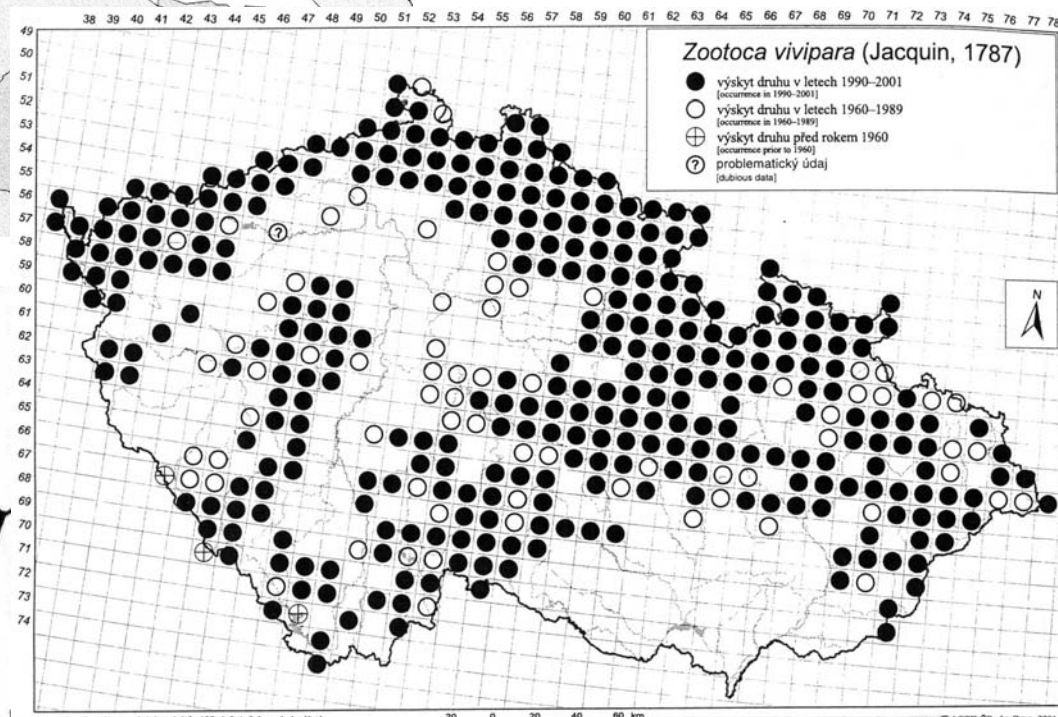 38 39 40 41 42 43 44 45 46 47 48 49 50 51 52 53 54 55 56 57 58 59 60 61 62 63 64 65 66 67 68 69 70 71 72 73 74 75 76 77 78
49
50
51
52
53
54
55
56
57
58
59
60
61
62
63
64
65
66
67
68
69
70
71
72
73
74
Zootoca vivipara (Jacquin, 1787)
výskyt druhu v letech 1990–2001
[occurrence in 1990–2001]
výskyt druhu v letech 1960–1989
[occurrence in 1960–1989]
výskyt druhu před rokem 1960
[occurrence prior to 1960]
? problematický údaj
[dubious data]
?
N
20 0 20 40 60 km